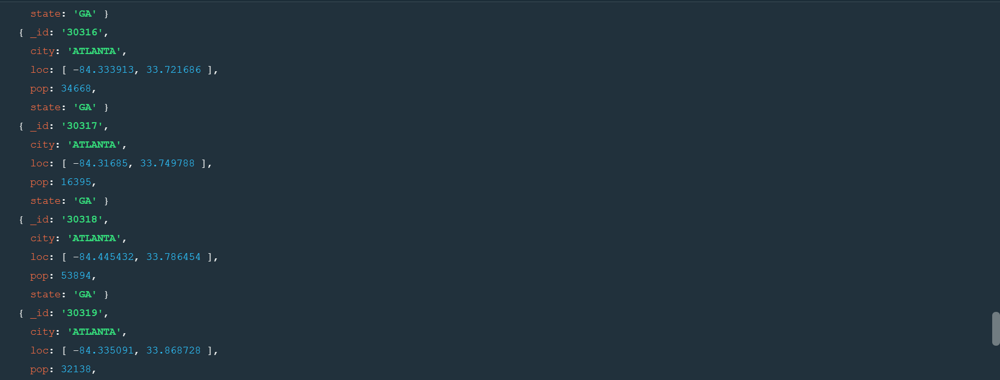 state: 'GA' }
{ _id: '30316',
city: 'ATLANTA',
loc: [ -84.333913, 33.721686 ],
pop: 34668,
state: 'GA' }
{ _id: '30317',
city: 'ATLANTA',
loc: [ -84.31685, 33.749788 ],
pop: 16395,
state: 'GA' }
{ _id: '30318',
city: 'ATLANTA',
loc: [ -84.445432, 33.786454 ],
pop: 53894,
state: 'GA' }
{ _id: '30319',
city: 'ATLANTA',
loc: [ -84.335091, 33.868728 ],
pop: 32138,